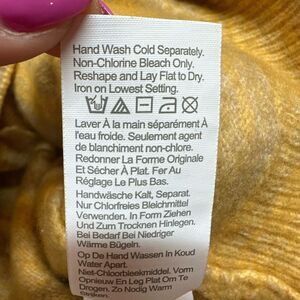 Hand Wash Cold Separately.
Non-Chlorine Bleach Only.
Reshape and Lay Flat to Dry.
Iron on Lowest Setting.
Laver À la main séparément À
l'eau froide. Seulement agent
de blanchiment non-chlore.
Redonner La Forme Originale
Et Sécher À Plat. Fer Au
Réglage Le Plus Bas.
Handwäsche Kalt, Separat.
Nur Chlorfreies Bleichmittel
Verwenden. In Form Ziehen
Und Zum Trocknen Hinlegen.
Bei Bedarf Bei Niedriger
Wärme Bügeln.
Op De Hand Wassen In Koud
Water Apart.
Niet-Chloorbleekmiddel. Vorm
Opnieuw En Leg Plat Om Te
Drogen. Zo Nodig Warm
Strijken.